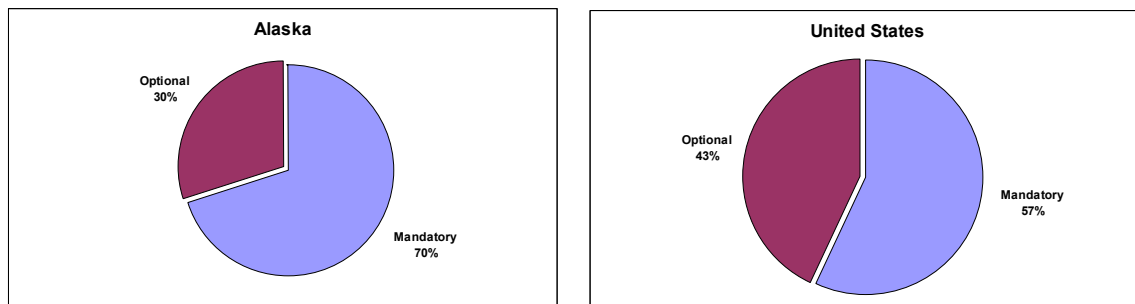 Alaska
Optional
30%
Mandatory
70%
United States
Optional
43%
Mandatory
57%